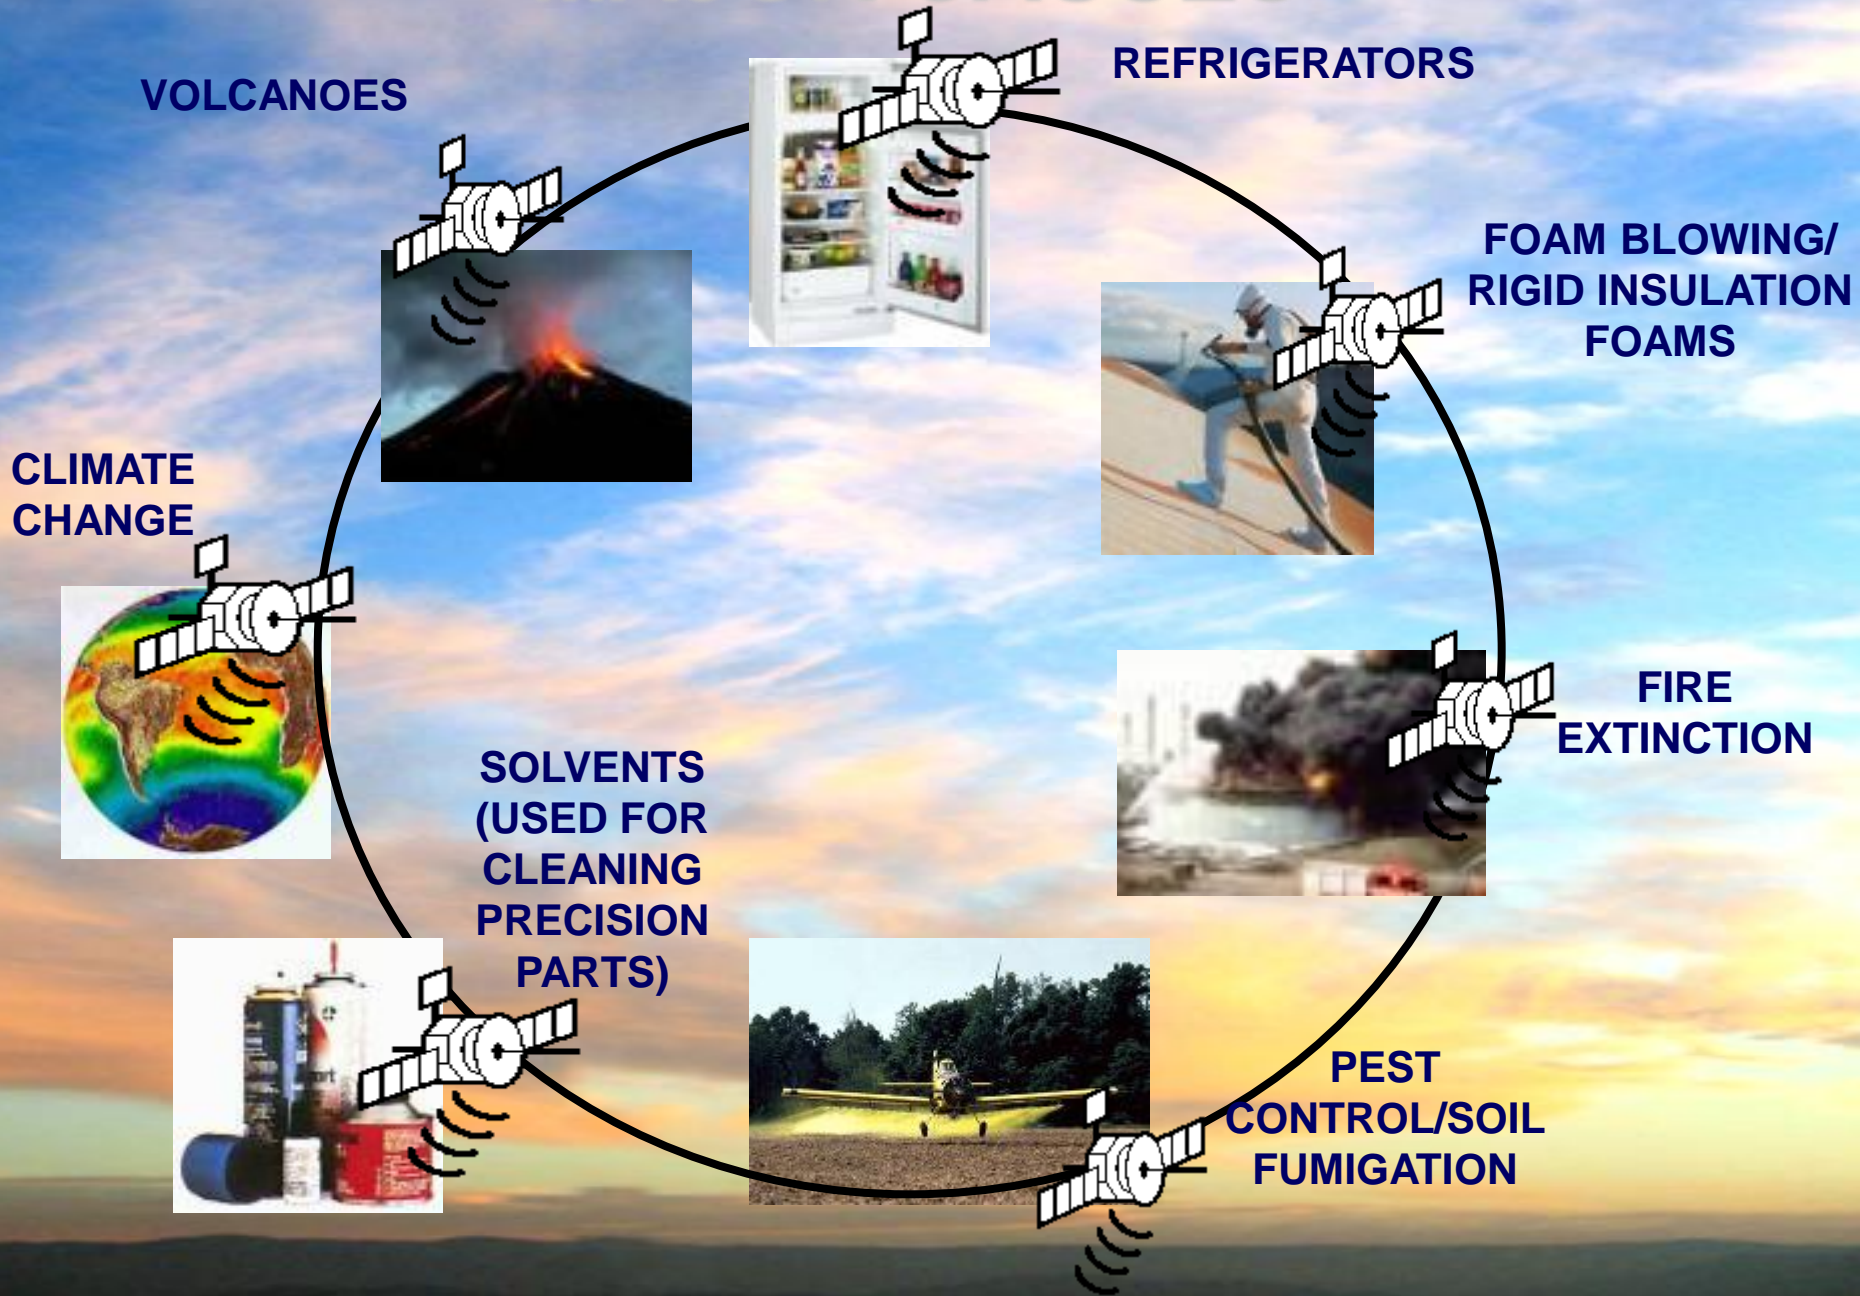 REFRIGERATORS
VOLCANOES
FOAM BLOWING/
RIGID INSULATION
FOAMS
CLIMATE
CHANGE
FIRE
EXTINCTION
SOLVENTS
(USED FOR
CLEANING
PRECISION
PARTS)
PEST
CONTROL/SOIL
FUMIGATION